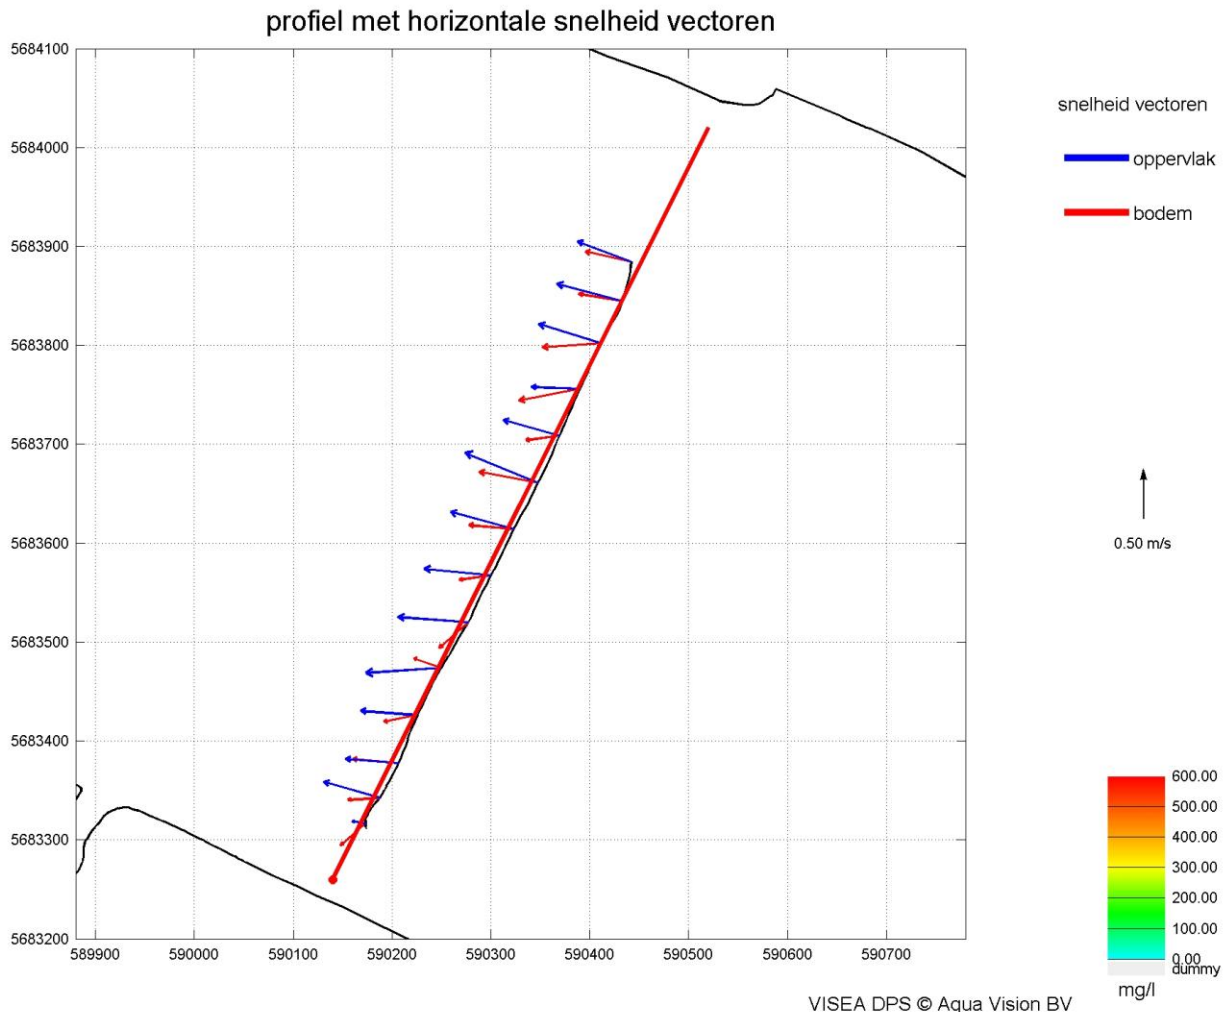 profiel met horizontale snelheid vectoren
5684100
5684000
5683900
5683800
5683700
5683600
5683500
5683400
5683300
5683200
589900 590000 590100 590200 590300 590400 590500 590600 590700
snelheid vectoren
oppervlak
bodem
0.50 m/s
600.00
500.00
400.00
300.00
200.00
100.00
0.00
dummy
mg/l
VISEA DPS © Aqua Vision BV